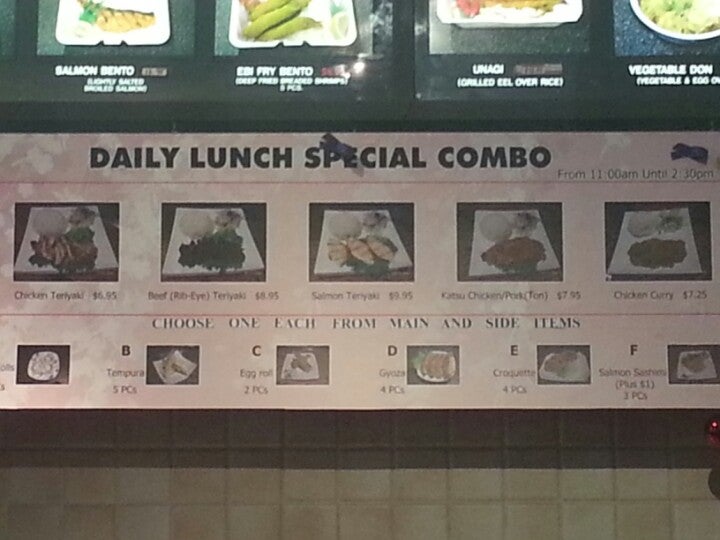 SALMON BENTO
(LIGHTLY SALTED
BROILED SALMON)
EBI FRY BENTO
(DEEP FRIED BREADED SHRIMPS)
5 PCS
UNAGI
(GRILLED EEL OVER RICE)
VEGETABLE DON
(VEGETABLE & EGG OV
DAILY LUNCH SPECIAL COMBO
From 11:00am Until 2:30pm
Chicken Teriyaki $6.95
Beef (Rib-Eye) Teriyaki $8.95
Salmon Teriyaki $9.95
Katsu Chicken/Pork(Ton) $7.95
Chicken Curry $7.25
CHOOSE ONE EACH FROM MAIN AND SIDE ITEMS
olls
B
Tempura
5 PCs
C
Egg roll
2 PCs
D
Gyoza
4 PCs
E
Croquette
4 PCs
F
Salmon Sashimi
(Plus $1)
3 PCs